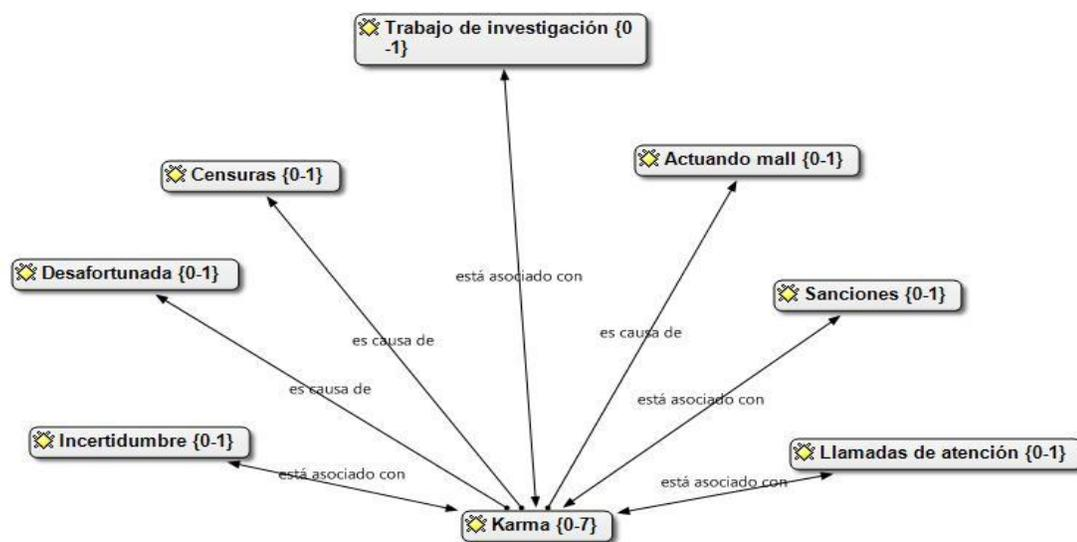 Trabajo de investigación {0
-1}
Actuando mall {0-1}
Censuras {0-1}
Desafortunada {0-1}
está asociado con
Sanciones {0-1}
es causa de
es causa de
es causa de
está asociado con
Incertidumbre {0-1}
Llamadas de atención {0-1}
está asociado con
está asociado con
Karma {0-7}